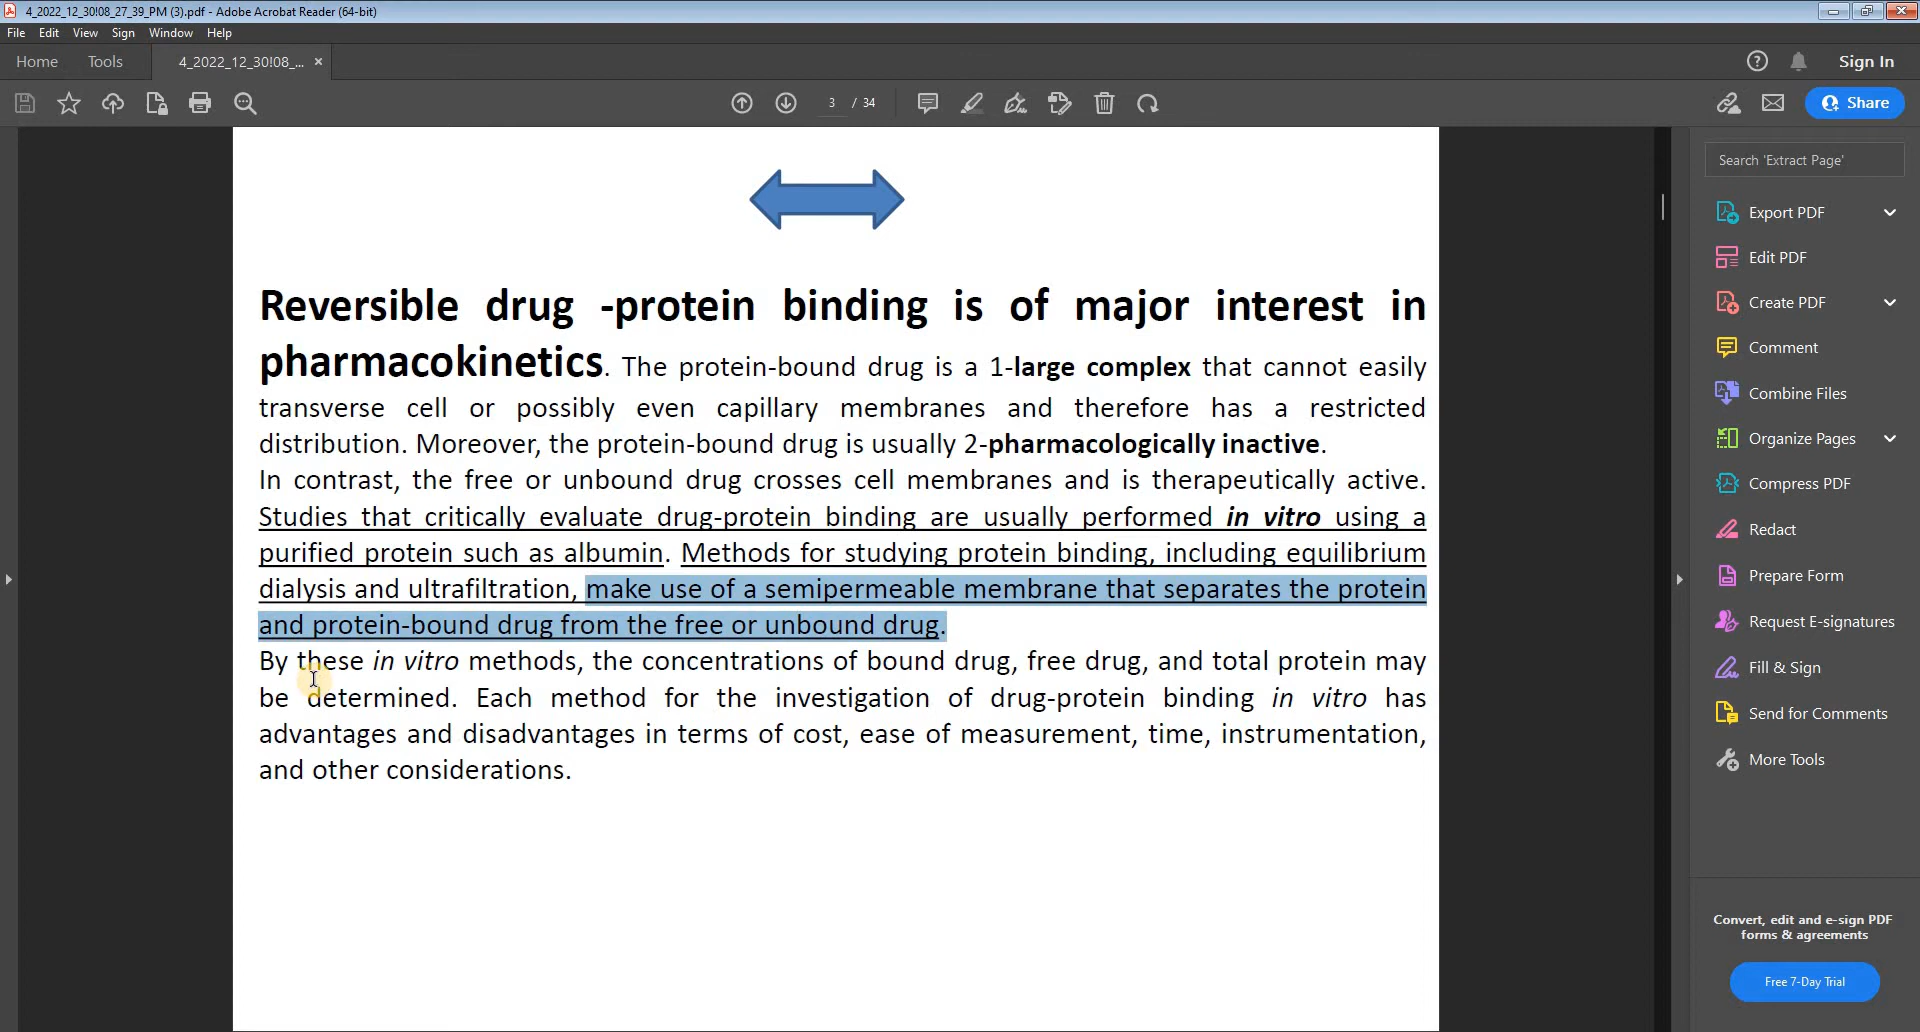 4_2022_12_30!08_27_39_PM (3).pdf - Adobe Acrobat Reader (64-bit)
File Edit View Sign Window Help
Home Tools 4_2022_12_30!08_... × Sign In
3 / 34 Share
Search 'Extract Page'
Export PDF
Edit PDF
Create PDF
Comment
Combine Files
Organize Pages
Compress PDF
Redact
Prepare Form
Request E-signatures
Fill & Sign
Send for Comments
More Tools
Convert, edit and e-sign PDF
forms & agreements
Free 7-Day Trial
Reversible drug -protein binding is of major interest in
pharmacokinetics. The protein-bound drug is a 1-large complex that cannot easily
transverse cell or possibly even capillary membranes and therefore has a restricted
distribution. Moreover, the protein-bound drug is usually 2-pharmacologically inactive.
In contrast, the free or unbound drug crosses cell membranes and is therapeutically active.
Studies that critically evaluate drug-protein binding are usually performed in vitro using a
purified protein such as albumin. Methods for studying protein binding, including equilibrium
dialysis and ultrafiltration, make use of a semipermeable membrane that separates the protein
and protein-bound drug from the free or unbound drug.
By these in vitro methods, the concentrations of bound drug, free drug, and total protein may
be determined. Each method for the investigation of drug-protein binding in vitro has
advantages and disadvantages in terms of cost, ease of measurement, time, instrumentation,
and other considerations.